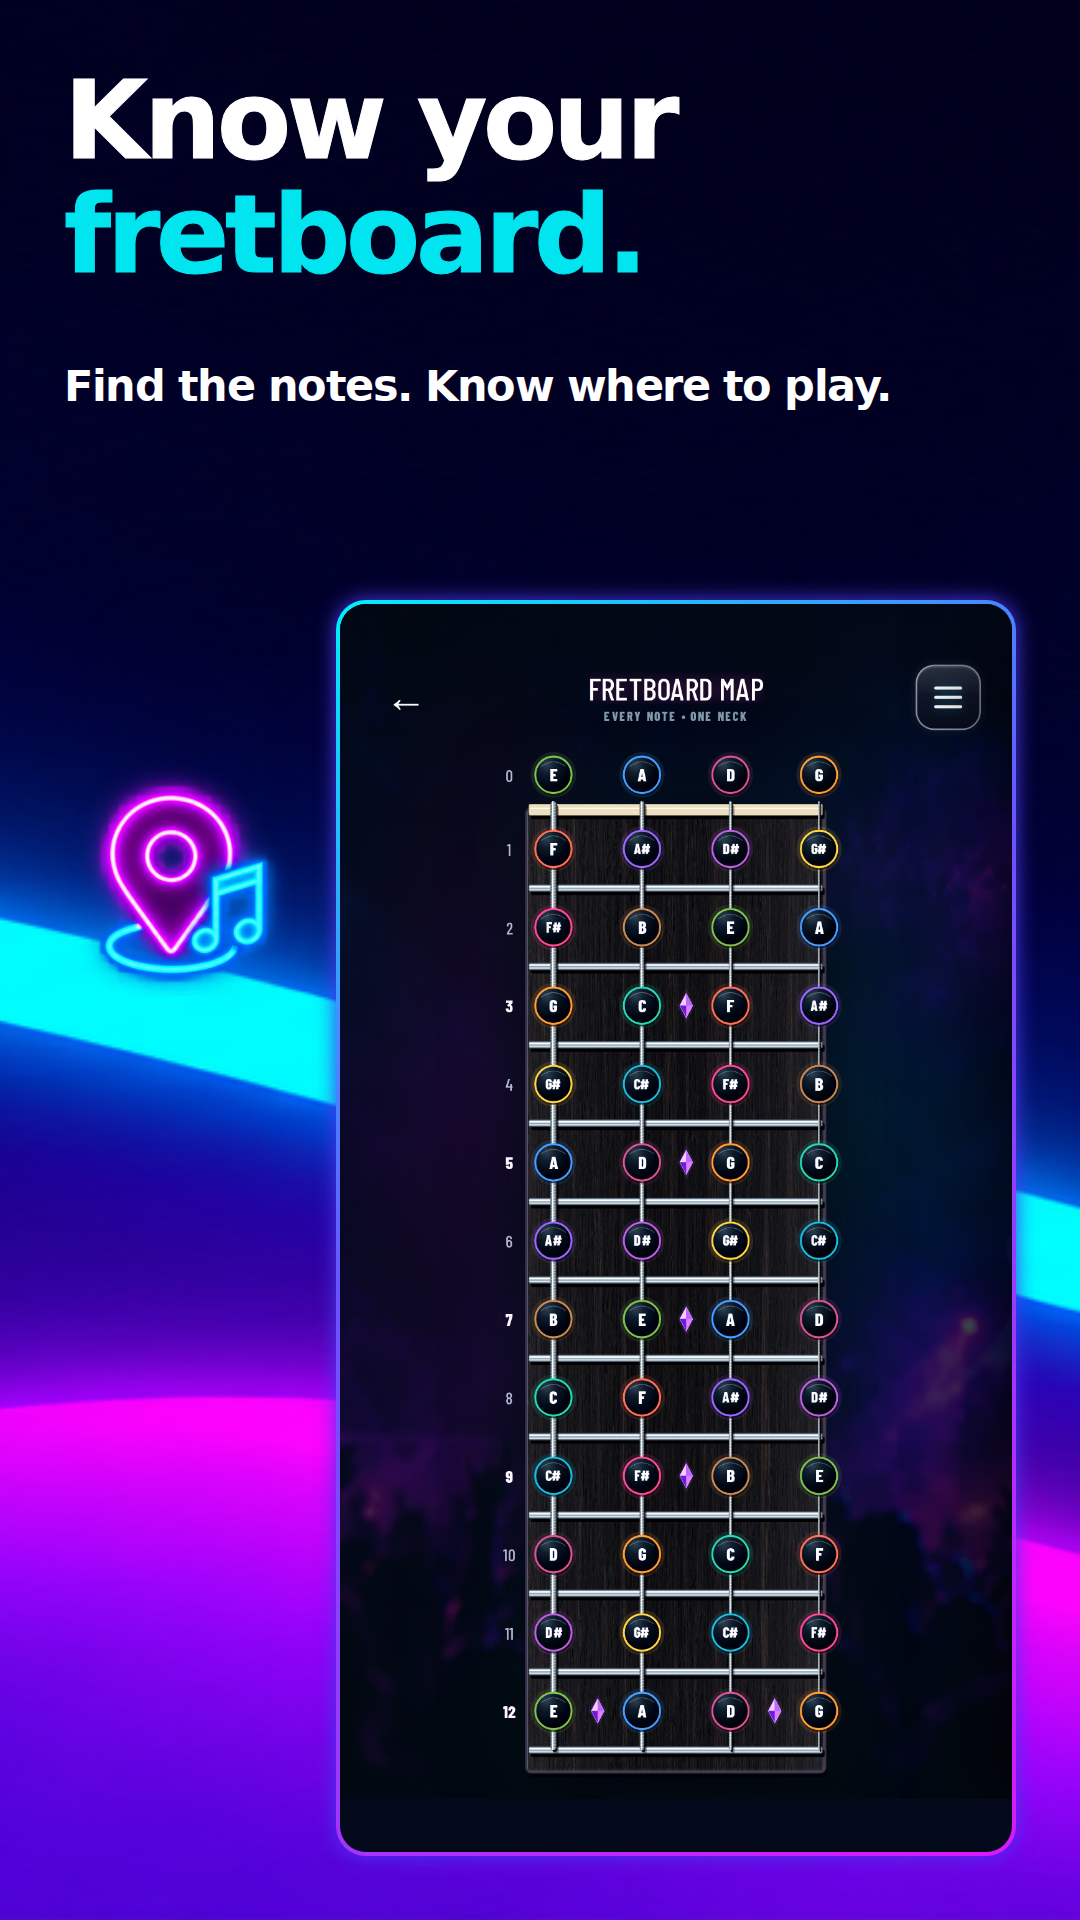 Know your
fretboard.
Find the notes. Know where to play.
←
FRETBOARD MAP
EVERY NOTE • ONE NECK
0 E A D G
1 F A# D# G#
2 F# B E A
3 G C F A#
4 G# C# F# B
5 A D G C
6 A# D# G# C#
7 B E A D
8 C F A# D#
9 C# F# B E
10 D G C F
11 D# G# C# F#
12 E A D G